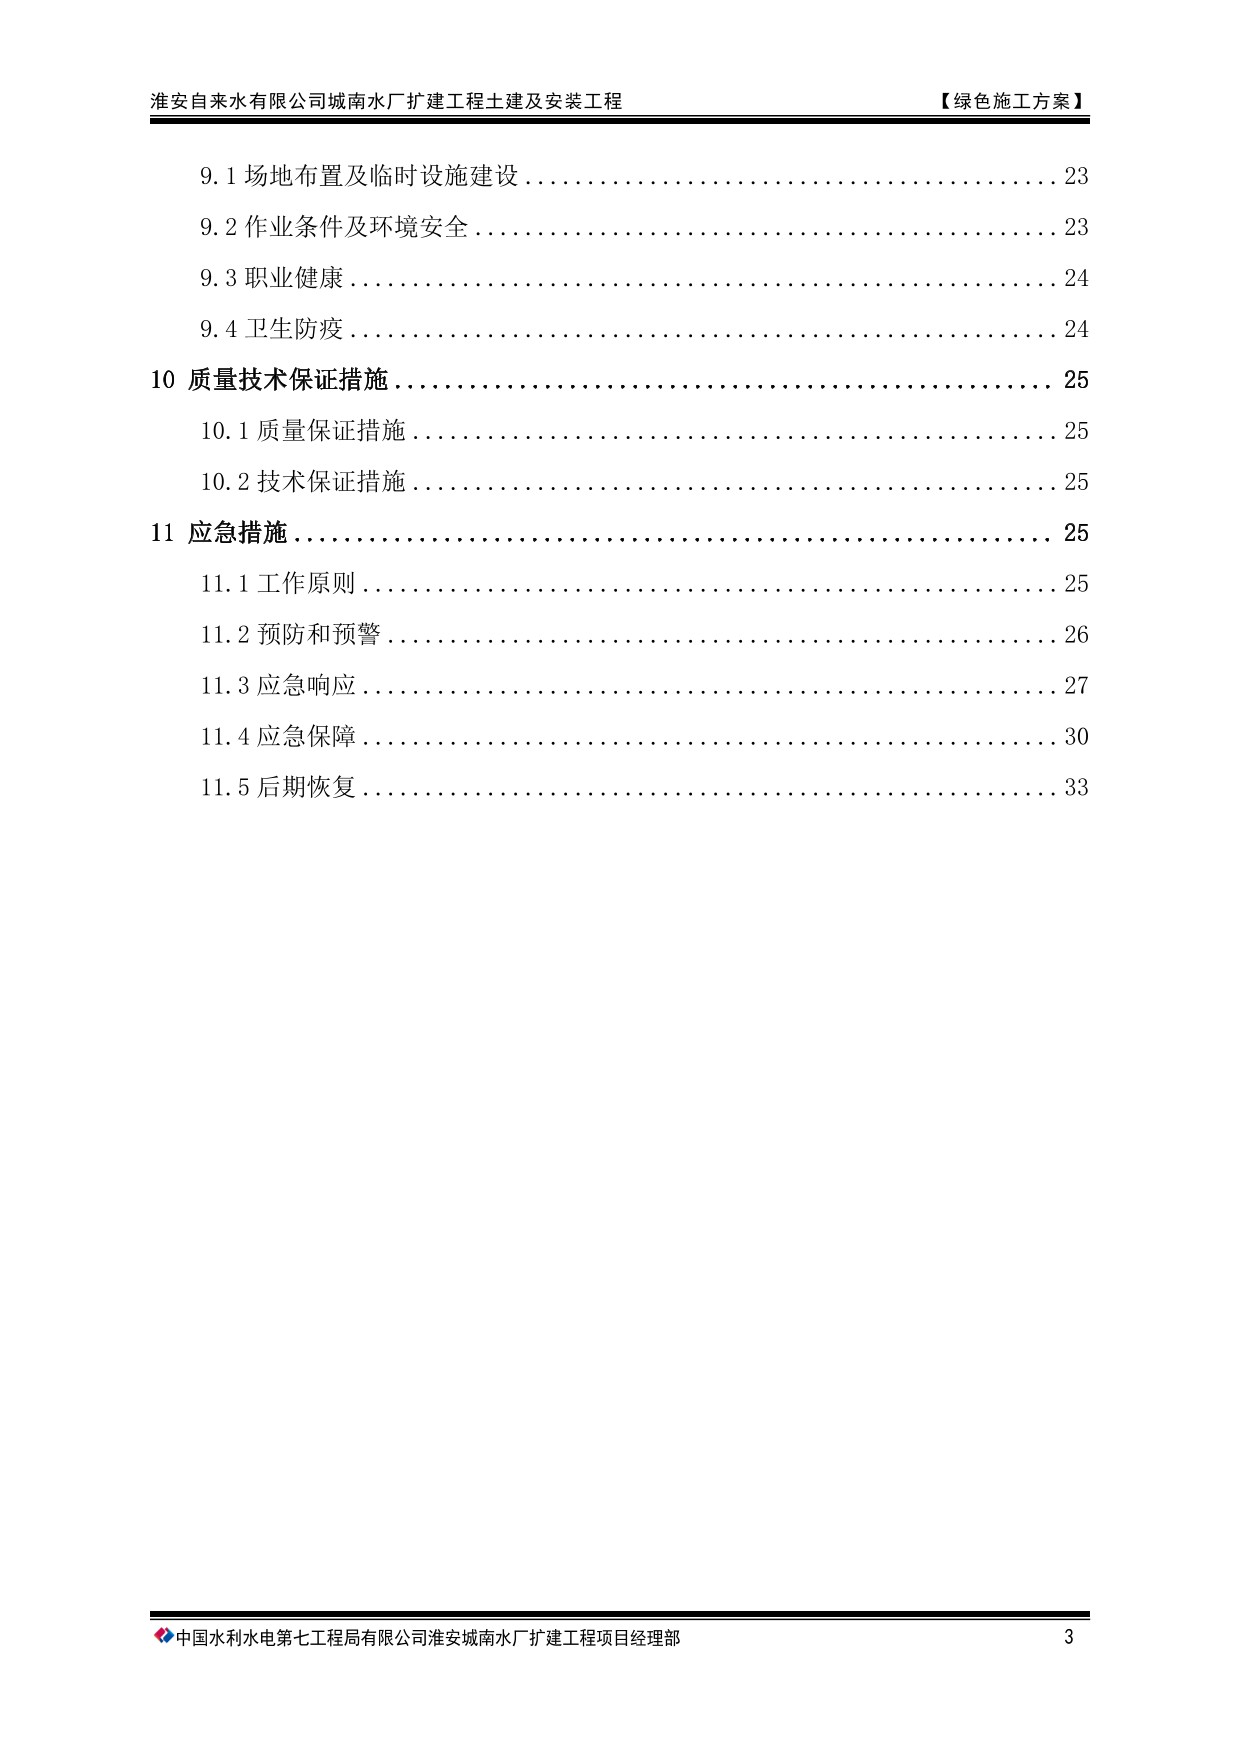 淮安自来水有限公司城南水厂扩建工程土建及安装工程 【绿色施工方案】
9.1 场地布置及临时设施建设........................................... 23
9.2 作业条件及环境安全............................................... 23
9.3 职业健康......................................................... 24
9.4 卫生防疫......................................................... 24
10 质量技术保证措施..................................................... 25
10.1 质量保证措施.................................................... 25
10.2 技术保证措施.................................................... 25
11 应急措施............................................................. 25
11.1 工作原则........................................................ 25
11.2 预防和预警...................................................... 26
11.3 应急响应........................................................ 27
11.4 应急保障........................................................ 30
11.5 后期恢复........................................................ 33
中国水利水电第七工程局有限公司淮安城南水厂扩建工程项目经理部 3